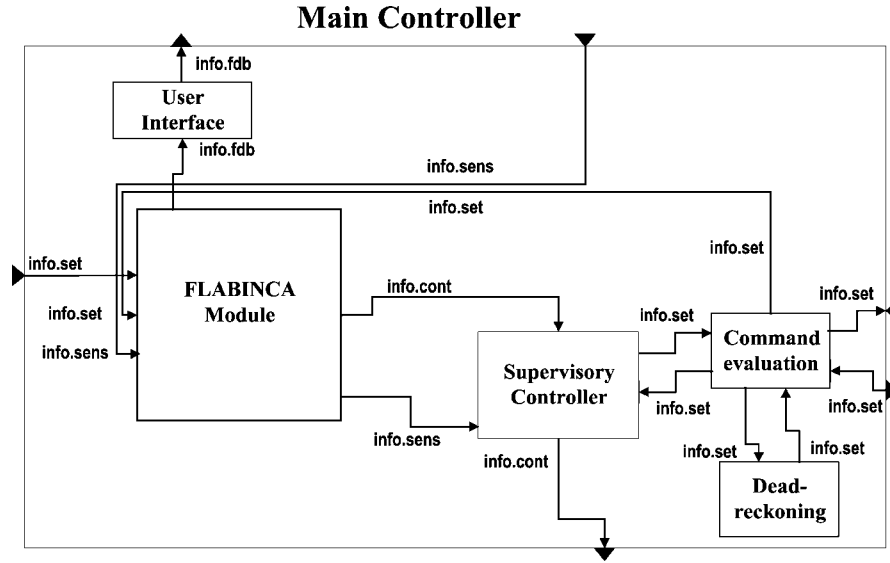 Main Controller
info.fdb
User
Interface
info.fdb
info.sens
info.set
info.set
info.set
FLABINCA
Module
info.cont
info.set
info.set
info.set
info.sens
Command
evaluation
Supervisory
Controller
info.set
info.set
info.sens
info.cont
info.set
info.set
Dead-
reckoning